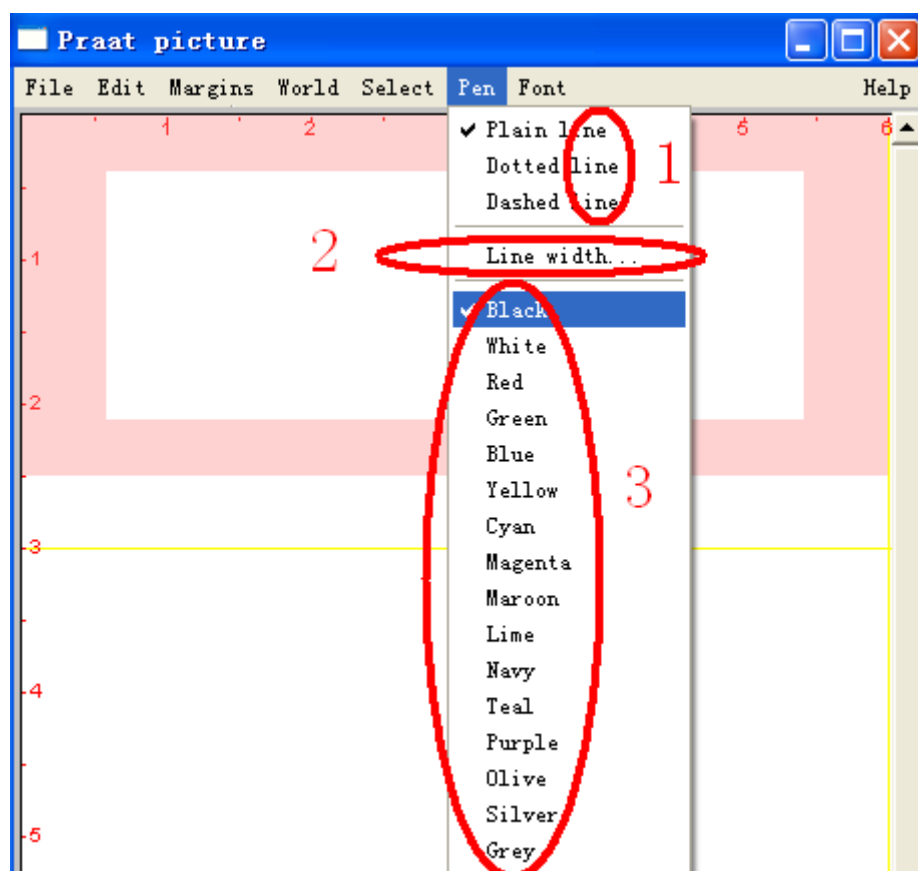 Praat picture
File Edit Margins World Select Pen Font Help
1 2 5 6
Plain line 1
Dotted line
Dashed line
2 Line width...
1
Black
White
Red
2
Green
Blue
Yellow 3
Cyan
3
Magenta
Maroon
Lime
Navy
4
Teal
Purple
Olive
Silver
5
Grey